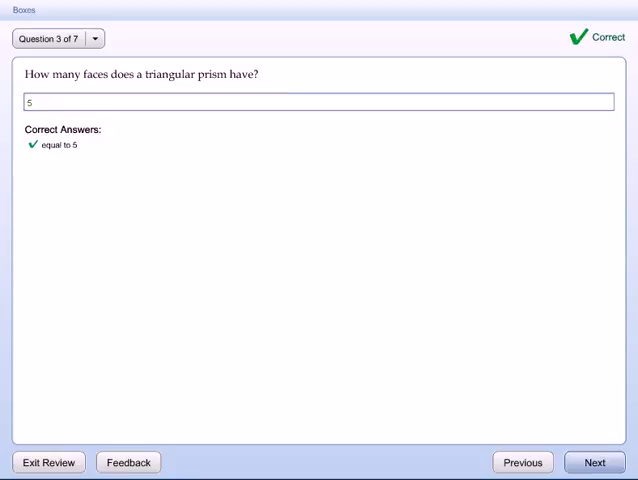 Boxes
Question 3 of 7
Correct
How many faces does a triangular prism have?
5
Correct Answers:
equal to 5
Exit Review
Feedback
Previous
Next